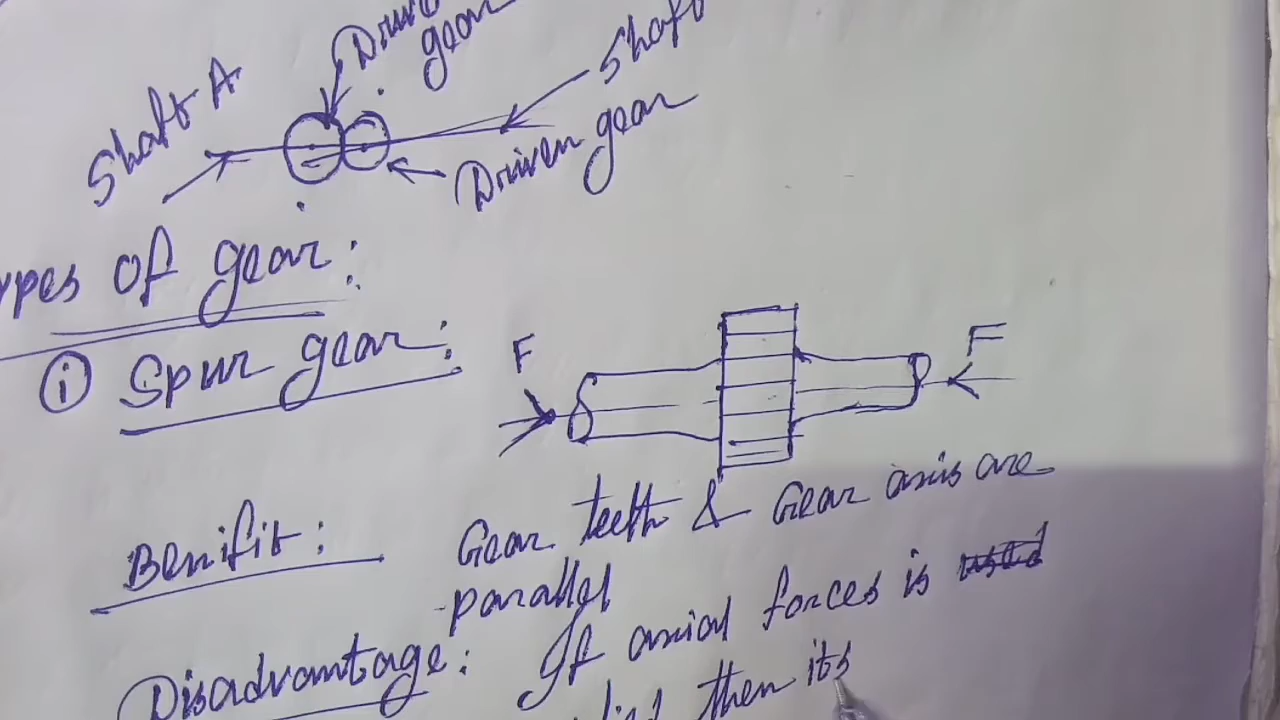 gear
Shaft A
Shaft
Driven gear
of gear:
i Spur gear:
F
F
Benifit: Gear teeth & Gear axis are
parallel
Disadvantage: If axial forces is used
then its